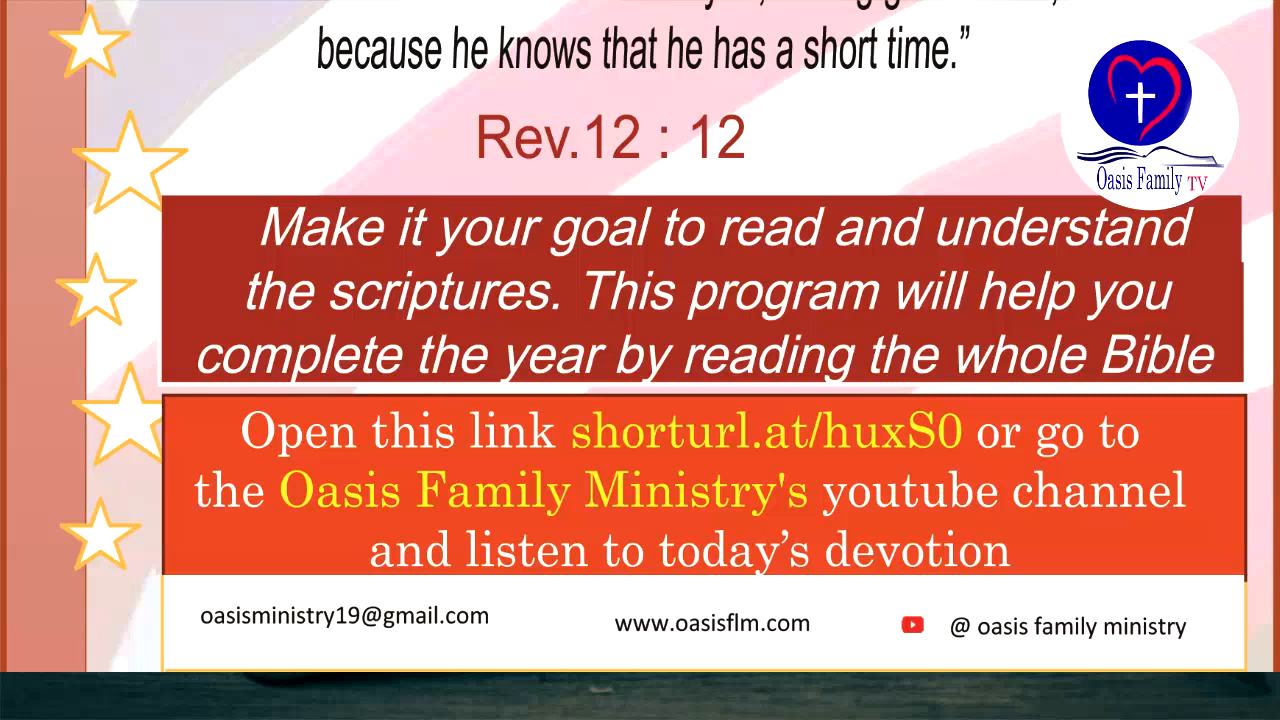 because he knows that he has a short time.”
Rev.12 : 12
Oasis Family TV
Make it your goal to read and understand
the scriptures. This program will help you
complete the year by reading the whole Bible
Open this link shorturl.at/huxS0 or go to
the Oasis Family Ministry's youtube channel
and listen to today’s devotion
oasisministry19@gmail.com
www.oasisflm.com
@ oasis family ministry